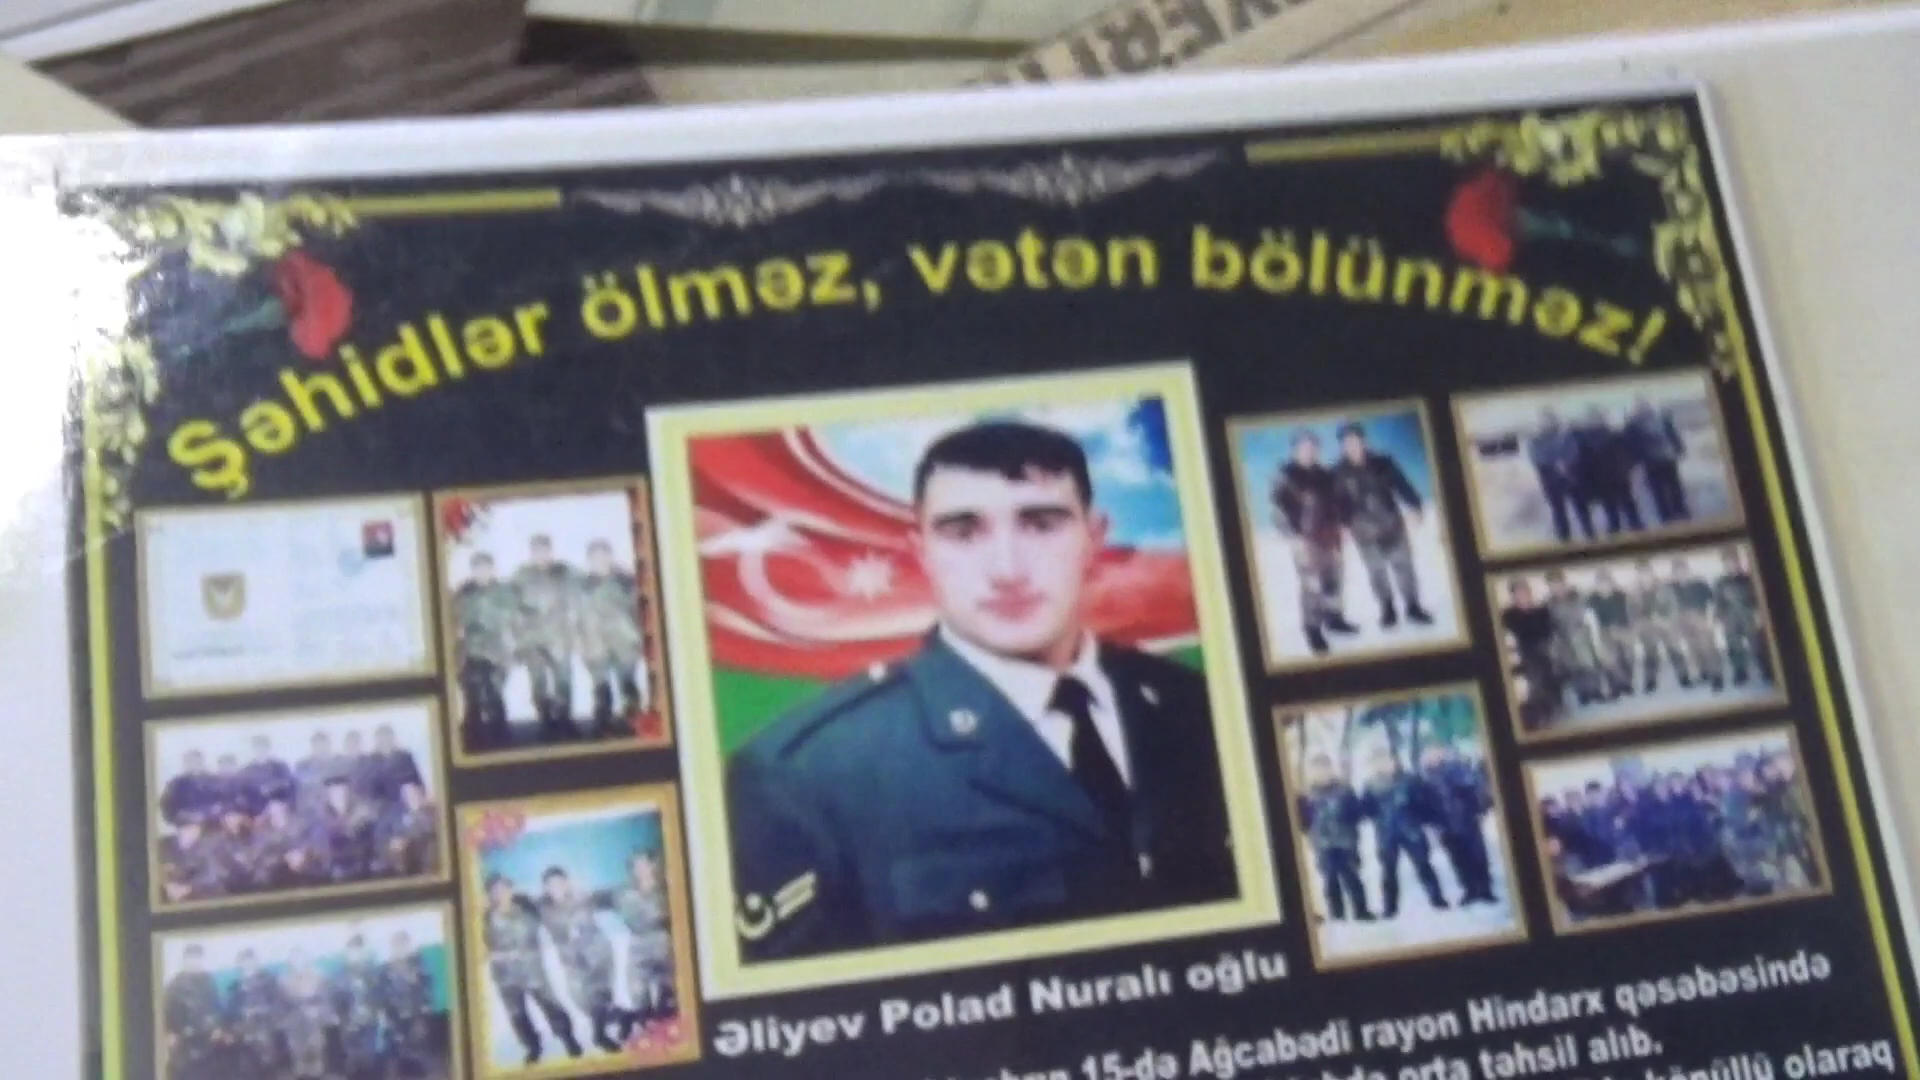 Şəhidlər ölməz, vətən bölünməz!
Əliyev Polad Nuralı oğlu
15-də Ağcabədi rayon Hindarx qəsəbəsində
orta təhsil alıb.
könüllü olaraq